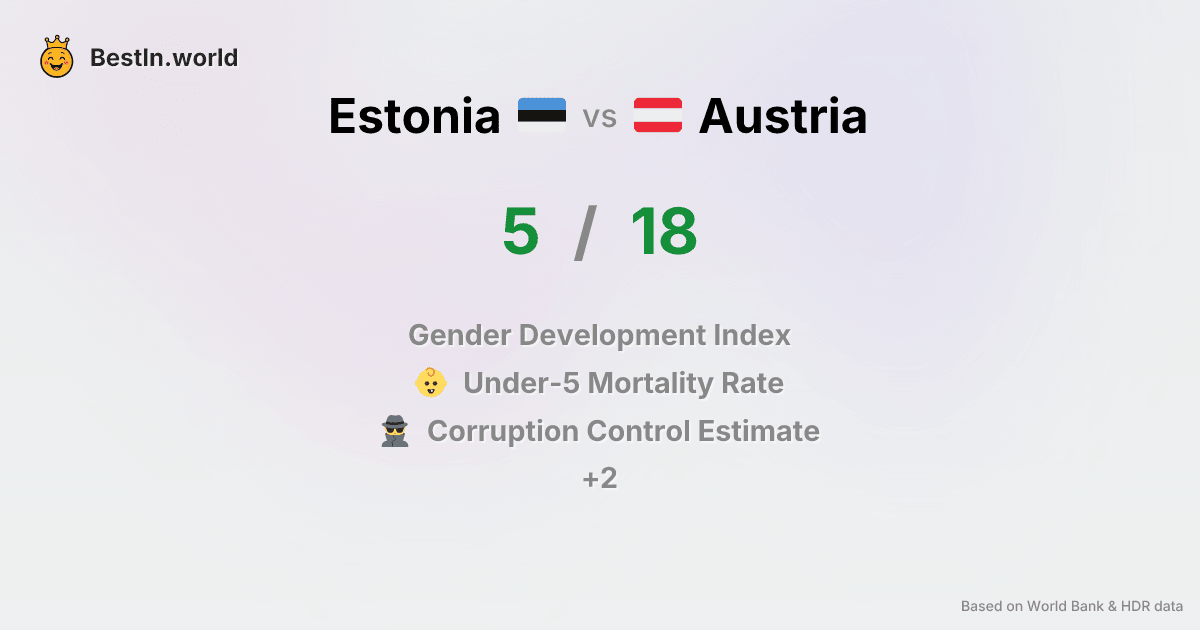 BestIn.world
Estonia vs Austria
5 / 18
Gender Development Index
Under-5 Mortality Rate
Corruption Control Estimate
+2
Based on World Bank & HDR data